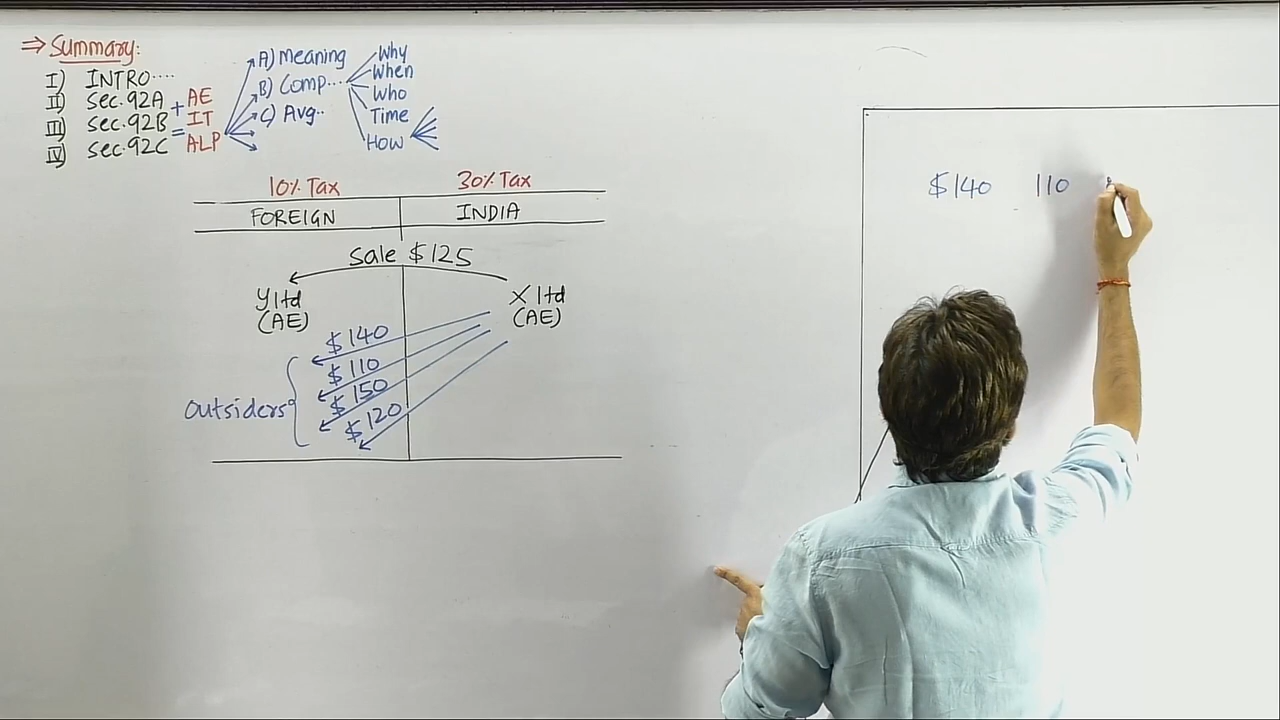 ⇒ Summary:
I) INTRO....
II) Sec.92A + AE
III) Sec.92B = IT
IV) Sec.92C ALP
A) Meaning
B) Comp....
C) Avg..
Why
When
Who
Time
How
10% Tax 30% Tax
FOREIGN INDIA
Sale $125
Y ltd X ltd
(AE) (AE)
$140
$110
$150
outsiders
$120
$140 110